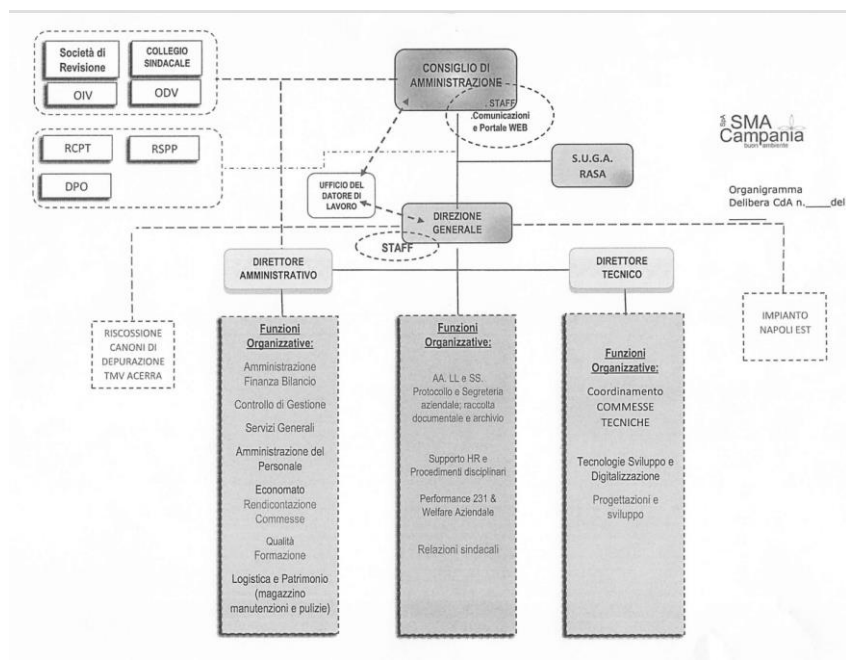 Società di
Revisione
COLLEGIO
SINDACALE
OIV
ODV
RCPT
RSPP
DPO
CONSIGLIO DI
AMMINISTRAZIONE
. STAFF
.Comunicazioni
e Portale WEB
UFFICIO DEL
DATORE DI
LAVORO
S.U.G.A.
RASA
SpA SMA
Campania
buon ambiente
Organigramma
Delibera CdA n._____del
______
DIREZIONE
GENERALE
STAFF
DIRETTORE
AMMINISTRATIVO
DIRETTORE
TECNICO
RISCOSSIONE
CANONI DI
DEPURAZIONE
TMV ACERRA
IMPIANTO
NAPOLI EST
Funzioni
Organizzative:
Amministrazione
Finanza Bilancio
Controllo di Gestione
Servizi Generali
Amministrazione del
Personale
Economato
Rendicontazione
Commesse
Qualità
Formazione
Logistica e Patrimonio
(magazzino
manutenzioni e pulizie)
Funzioni
Organizzative:
AA. LL e SS.
Protocollo e Segreteria
aziendale; raccolta
documentale e archivio
Supporto HR e
Procedimenti disciplinari
Performance 231 &
Welfare Aziendale
Relazioni sindacali
Funzioni
Organizzative:
Coordinamento
COMMESSE
TECNICHE
Tecnologie Sviluppo e
Digitalizzazione
Progettazioni e
sviluppo